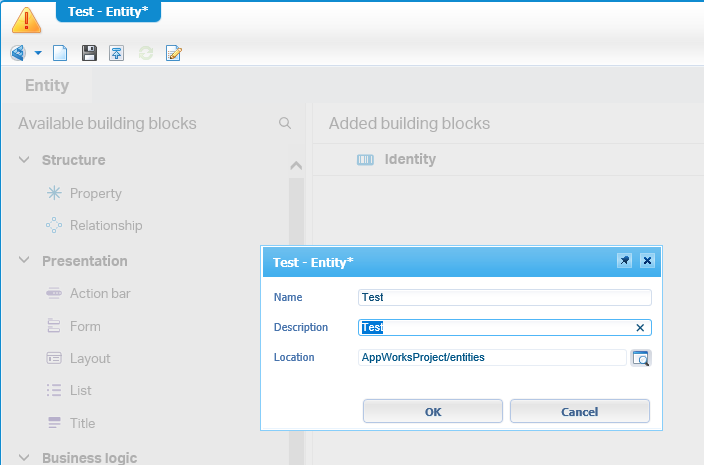 Test - Entity*
Entity
Available building blocks
Added building blocks
Structure
Identity
Property
Relationship
Presentation
Action bar
Form
Layout
List
Title
Business logic
Test - Entity*
Name
Test
Description
Test
Location
AppWorksProject/entities
OK
Cancel